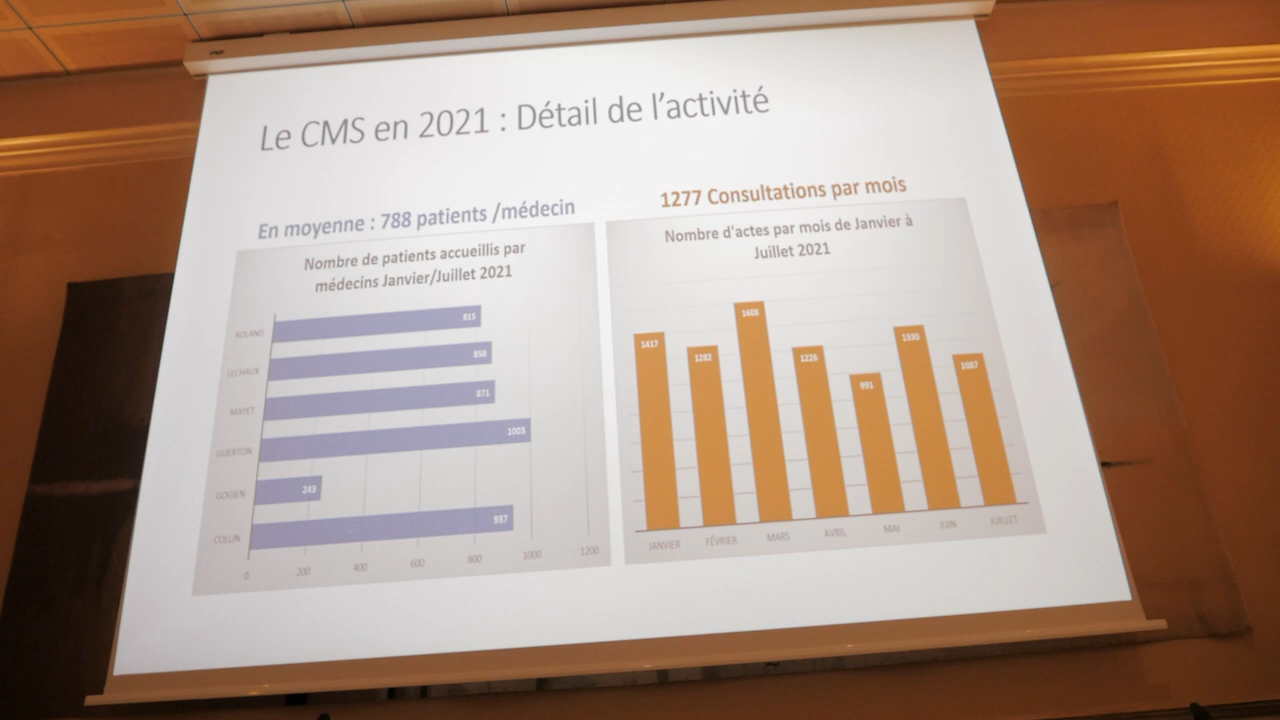 Le CMS en 2021 : Détail de l'activité
En moyenne : 788 patients /médecin
Nombre de patients accueillis par
médecins Janvier/Juillet 2021
ROLAND
815
LECHAUX
858
MAYET
871
GUERTON
1003
GOGIEN
243
COLLIN
937
0 200 400 600 800 1000 1200
1277 Consultations par mois
Nombre d'actes par mois de Janvier à
Juillet 2021
1417 1282 1608 1226 991 1330 1087
JANVIER FÉVRIER MARS AVRIL MAI JUIN JUILLET